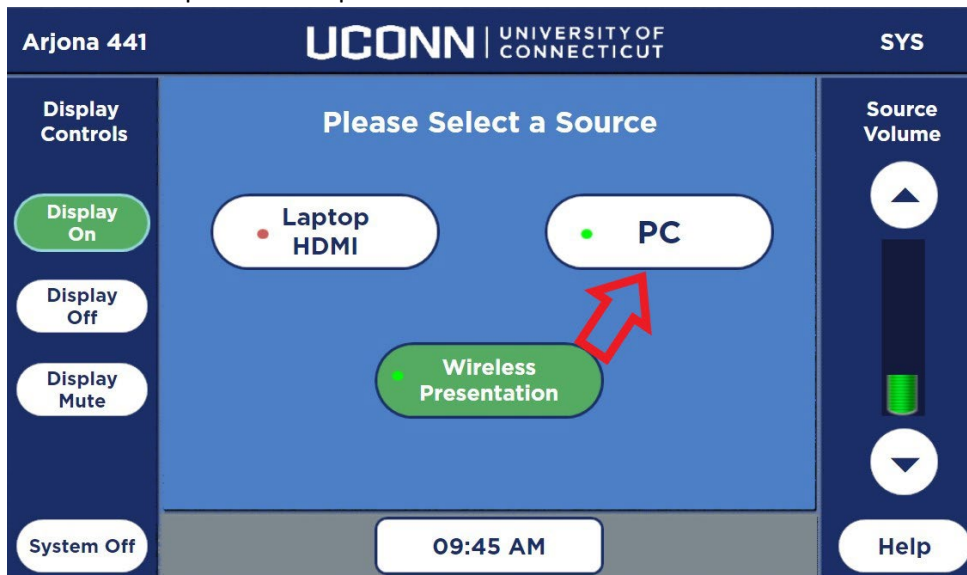 Arjona 441
UCONN | UNIVERSITY OF
CONNECTICUT
SYS
Display
Controls
Please Select a Source
Source
Volume
Display
On
Laptop
HDMI
PC
Display
Off
Display
Mute
Wireless
Presentation
System Off
09:45 AM
Help